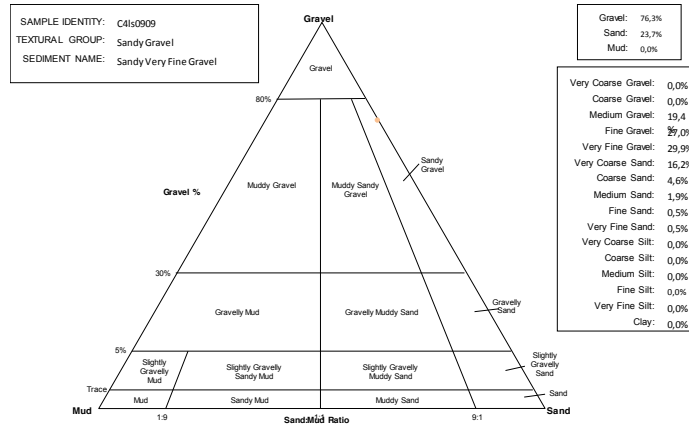 SAMPLE IDENTITY: C4ls0909
TEXTURAL GROUP: Sandy Gravel
SEDIMENT NAME: Sandy Very Fine Gravel
Gravel: 76,3%
Sand: 23,7%
Mud: 0,0%
Very Coarse Gravel: 0,0%
Coarse Gravel: 0,0%
Medium Gravel: 19,4 %
Fine Gravel: 27,0%
Very Fine Gravel: 29,9%
Very Coarse Sand: 16,2%
Coarse Sand: 4,6%
Medium Sand: 1,9%
Fine Sand: 0,5%
Very Fine Sand: 0,5%
Very Coarse Silt: 0,0%
Coarse Silt: 0,0%
Medium Silt: 0,0%
Fine Silt: 0,0%
Very Fine Silt: 0,0%
Clay: 0,0%
Gravel
Gravel
80%
Sandy
Gravel
Muddy Gravel
Muddy Sandy
Gravel
Gravel %
30%
Gravelly Mud
Gravelly Muddy Sand
Gravelly
Sand
5%
Slightly
Gravelly
Mud
Slightly Gravelly
Sandy Mud
Slightly Gravelly
Muddy Sand
Slightly
Gravelly
Sand
Trace
Mud
Sandy Mud
Muddy Sand
Sand
Mud
Sand
1:9
1:1
9:1
Sand:Mud Ratio